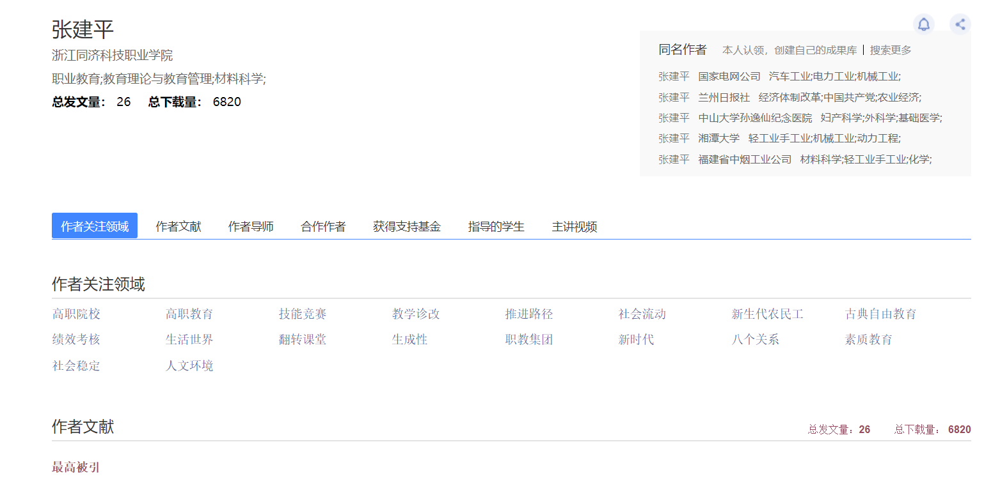 张建平
浙江同济科技职业学院
职业教育;教育理论与教育管理;材料科学;
总发文量： 26 总下载量： 6820
同名作者 本人认领，创建自己的成果库 | 搜索更多
张建平 国家电网公司 汽车工业;电力工业;机械工业;
张建平 兰州日报社 经济体制改革;中国共产党;农业经济;
张建平 中山大学孙逸仙纪念医院 妇产科学;外科学;基础医学;
张建平 湘潭大学 轻工业手工业;机械工业;动力工程;
张建平 福建省中烟工业公司 材料科学;轻工业手工业;化学;
作者关注领域 作者文献 作者导师 合作作者 获得支持基金 指导的学生 主讲视频
作者关注领域
高职院校 高职教育 技能竞赛 教学诊改 推进路径 社会流动 新生代农民工 古典自由教育
绩效考核 生活世界 翻转课堂 生成性 职教集团 新时代 八个关系 素质教育
社会稳定 人文环境
作者文献 总发文量：26 总下载量： 6820
最高被引